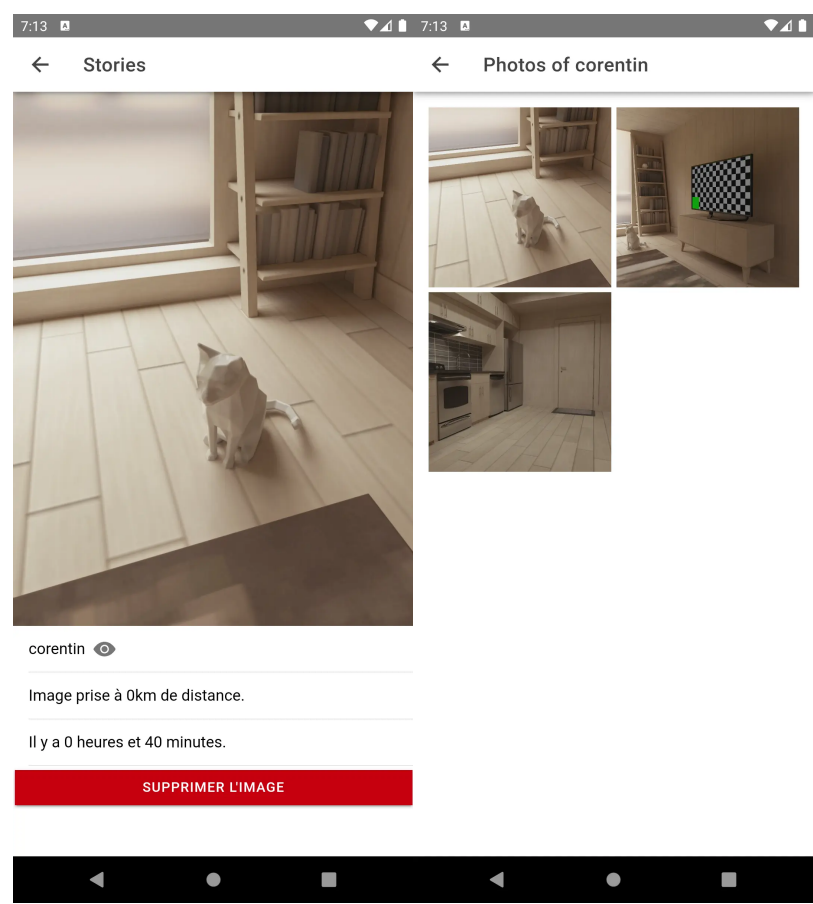 7:13
Stories
corentin
Image prise à 0km de distance.
Il y a 0 heures et 40 minutes.
SUPPRIMER L'IMAGE
7:13
Photos of corentin